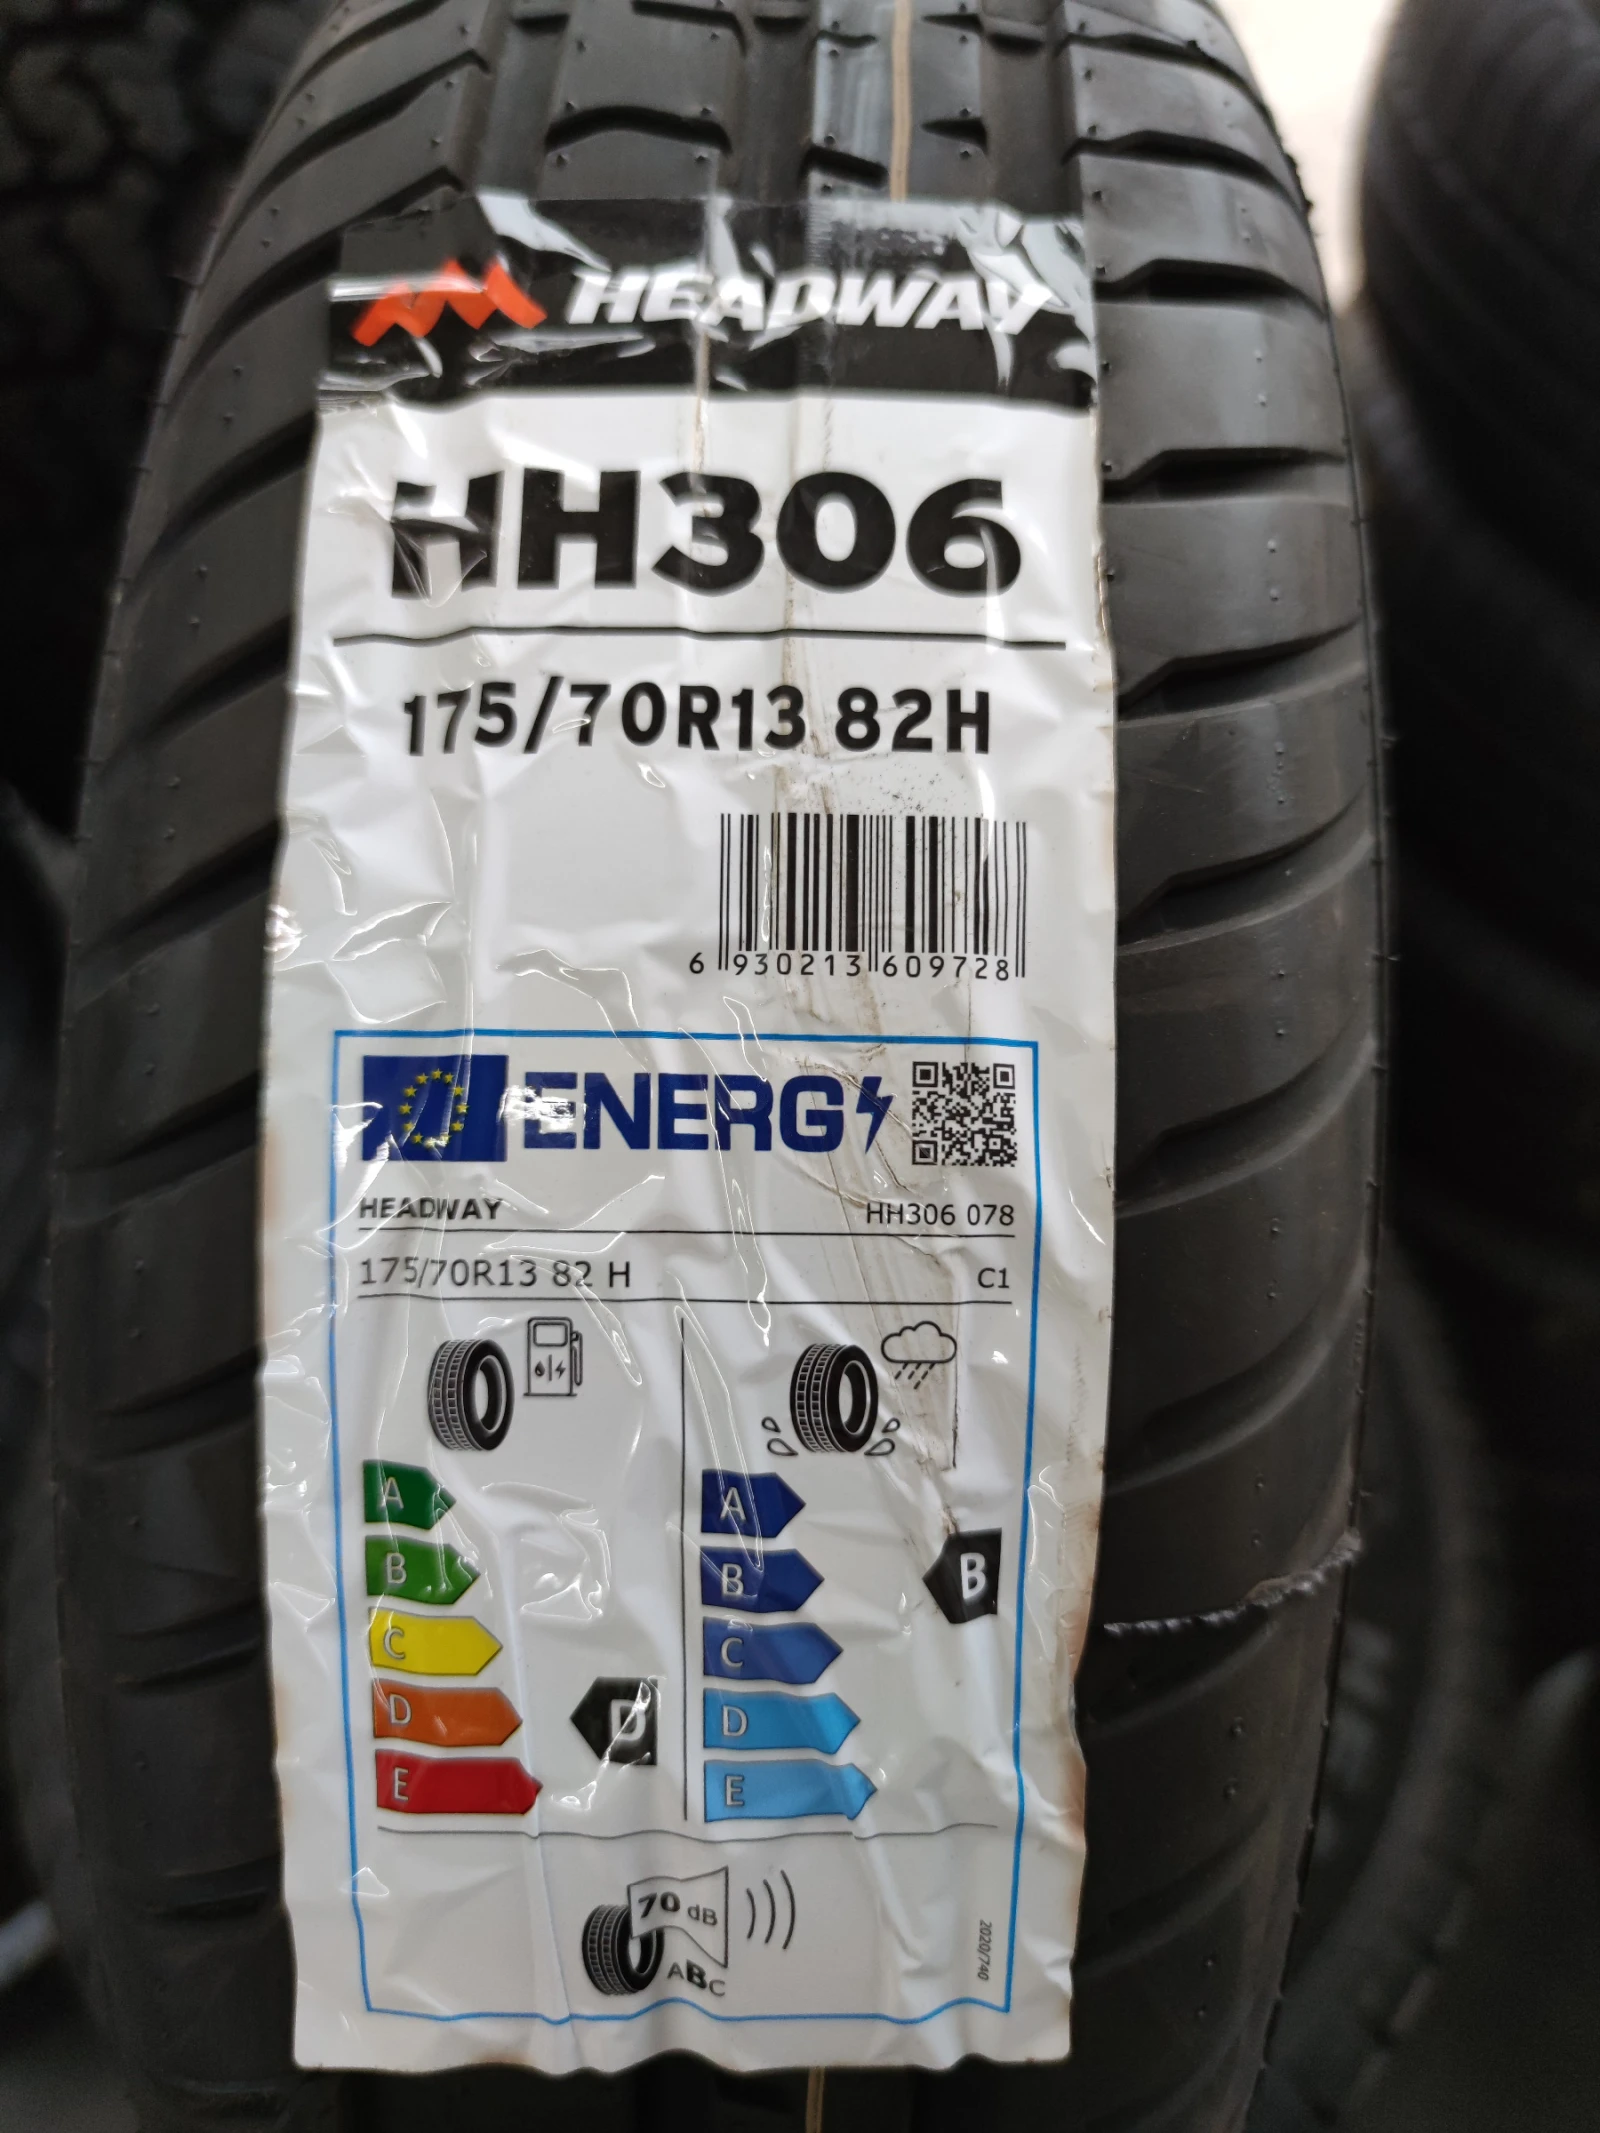 HEADWAY
HH306
175/70R13 82H
6 930213 609728
ENERG
HEADWAY HH306 078
175/70R13 82 H C1
A A
B B B
C C
D D D
E E
70 dB
ABC
2020/740